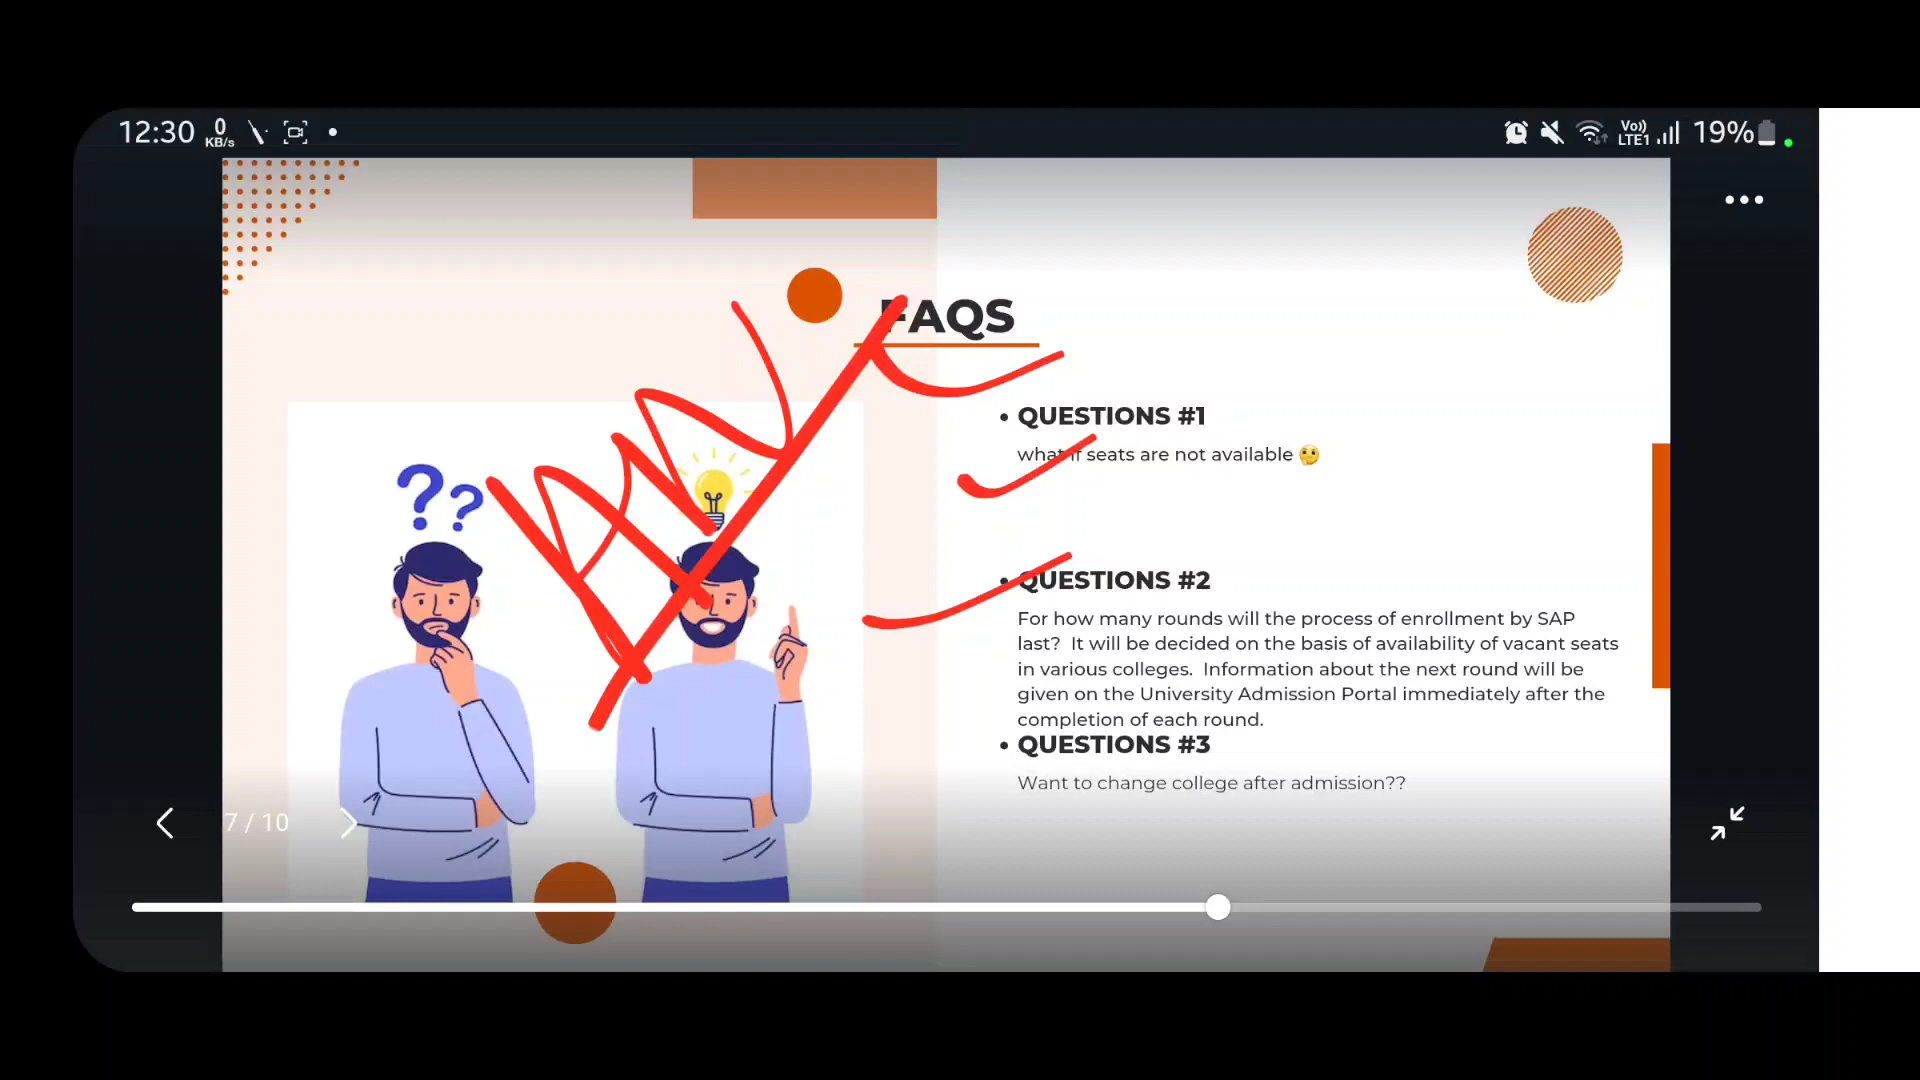 12:30 0 KB/s Vo)) LTE1 19%
FAQS
• QUESTIONS #1
what if seats are not available 🤔
• QUESTIONS #2
For how many rounds will the process of enrollment by SAP
last? It will be decided on the basis of availability of vacant seats
in various colleges. Information about the next round will be
given on the University Admission Portal immediately after the
completion of each round.
• QUESTIONS #3
Want to change college after admission??
??
7 / 10